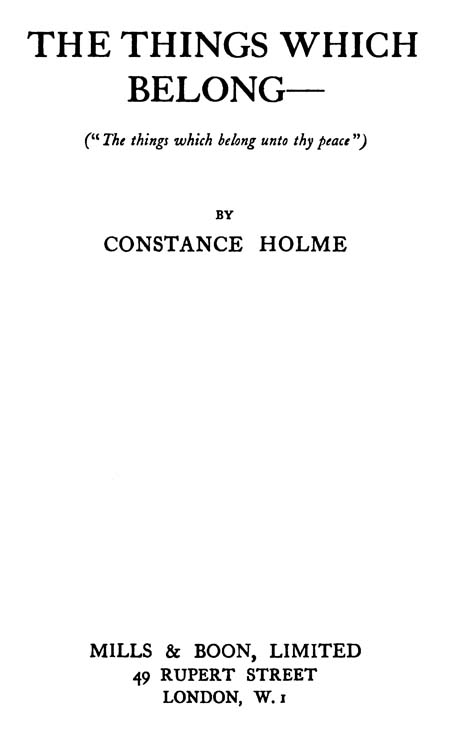 THE THINGS WHICH
BELONG—
(“The things which belong unto thy peace”)
BY
CONSTANCE HOLME
MILLS & BOON, LIMITED
49 RUPERT STREET
LONDON, W. 1